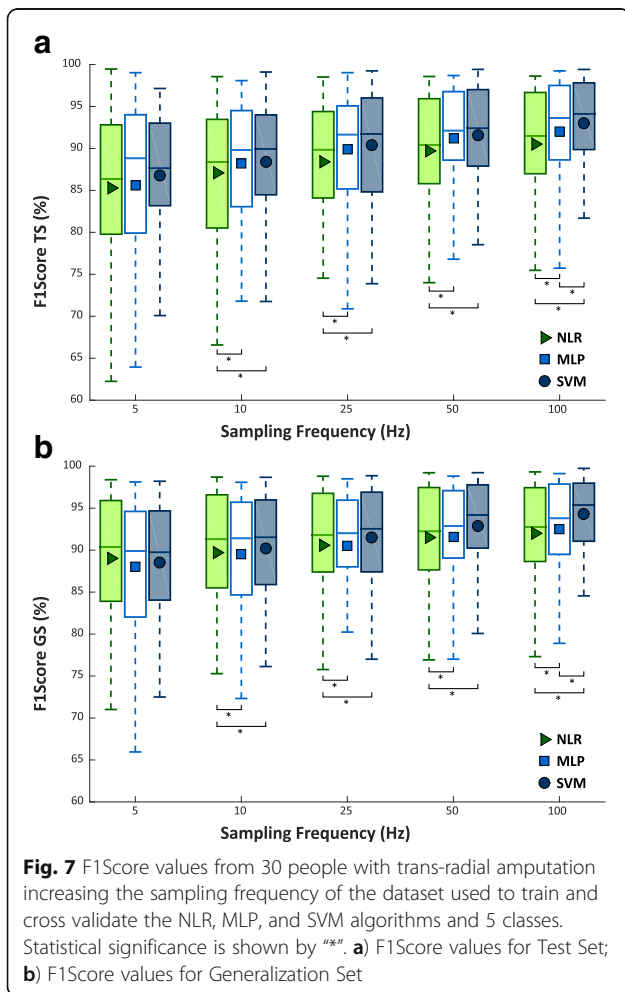 a
100
95
90
85
80
75
70
65
60
F1Score TS (%)
* * * * * * * * *
NLR
MLP
SVM
5 10 25 50 100
Sampling Frequency (Hz)
b
100
95
90
85
80
75
70
65
60
F1Score GS (%)
* * * * * * * * *
NLR
MLP
SVM
5 10 25 50 100
Sampling Frequency (Hz)
Fig. 7 F1Score values from 30 people with trans-radial amputation
increasing the sampling frequency of the dataset used to train and
cross validate the NLR, MLP, and SVM algorithms and 5 classes.
Statistical significance is shown by “*”. a) F1Score values for Test Set;
b) F1Score values for Generalization Set